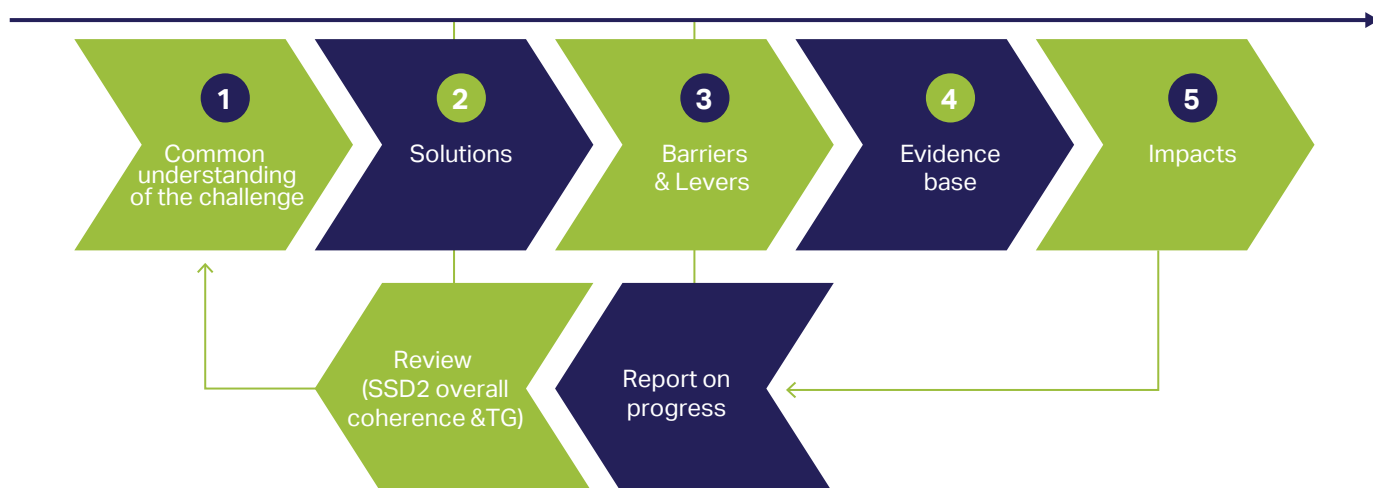 1
Common
understanding
of the challenge
2
Solutions
3
Barriers
& Levers
4
Evidence
base
5
Impacts
Review
(SSD2 overall
coherence &TG)
Report on
progress